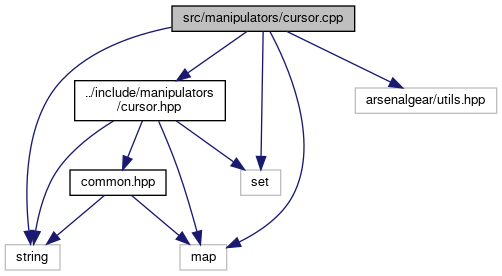 src/manipulators/cursor.cpp
../include/manipulators
/cursor.hpp
arsenalgear/utils.hpp
common.hpp
set
string
map